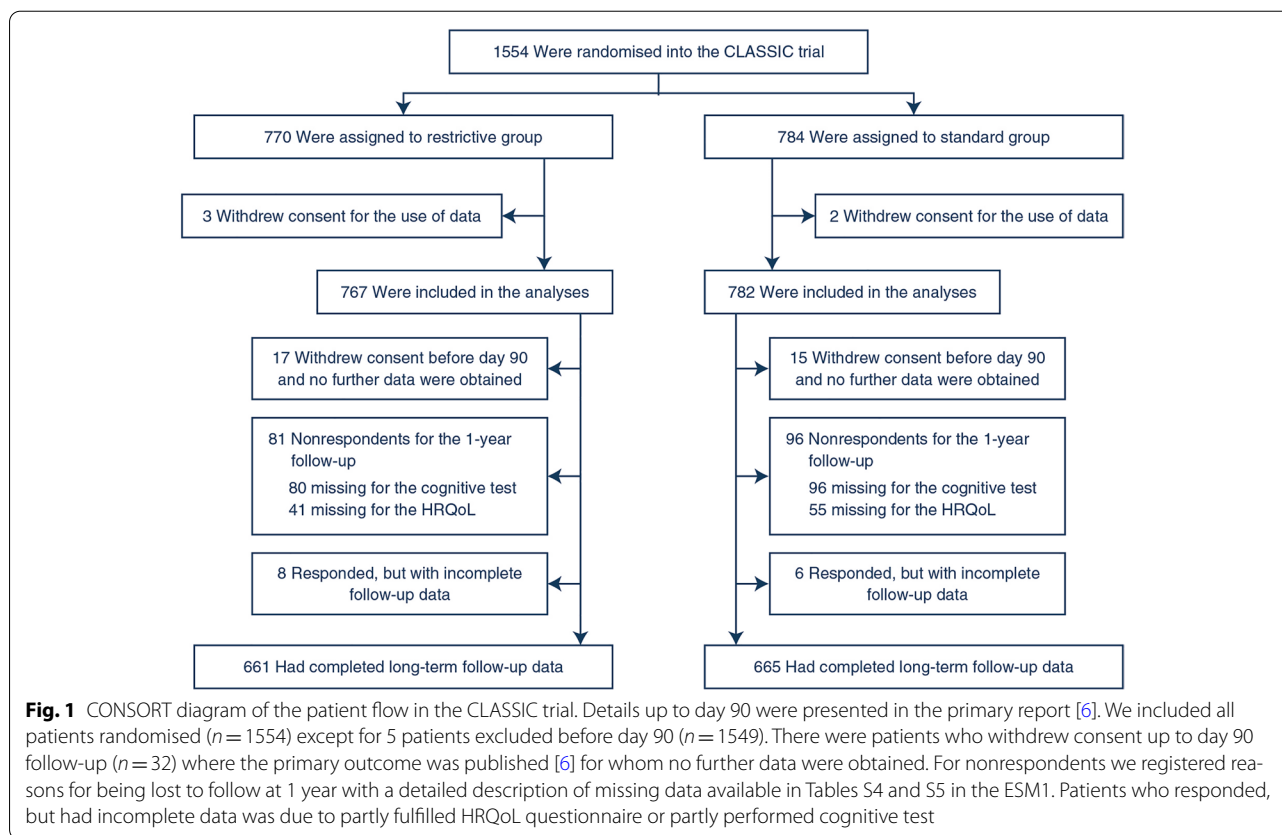 1554 Were randomised into the CLASSIC trial
770 Were assigned to restrictive group
784 Were assigned to standard group
3 Withdrew consent for the use of data
2 Withdrew consent for the use of data
767 Were included in the analyses
782 Were included in the analyses
17 Withdrew consent before day 90
and no further data were obtained
15 Withdrew consent before day 90
and no further data were obtained
81 Nonrespondents for the 1-year
follow-up
80 missing for the cognitive test
41 missing for the HRQoL
96 Nonrespondents for the 1-year
follow-up
96 missing for the cognitive test
55 missing for the HRQoL
8 Responded, but with incomplete
follow-up data
6 Responded, but with incomplete
follow-up data
661 Had completed long-term follow-up data
665 Had completed long-term follow-up data
Fig. 1 CONSORT diagram of the patient flow in the CLASSIC trial. Details up to day 90 were presented in the primary report [6]. We included all
patients randomised (n = 1554) except for 5 patients excluded before day 90 (n = 1549). There were patients who withdrew consent up to day 90
follow-up (n = 32) where the primary outcome was published [6] for whom no further data were obtained. For nonrespondents we registered rea-
sons for being lost to follow at 1 year with a detailed description of missing data available in Tables S4 and S5 in the ESM1. Patients who responded,
but had incomplete data was due to partly fulfilled HRQoL questionnaire or partly performed cognitive test